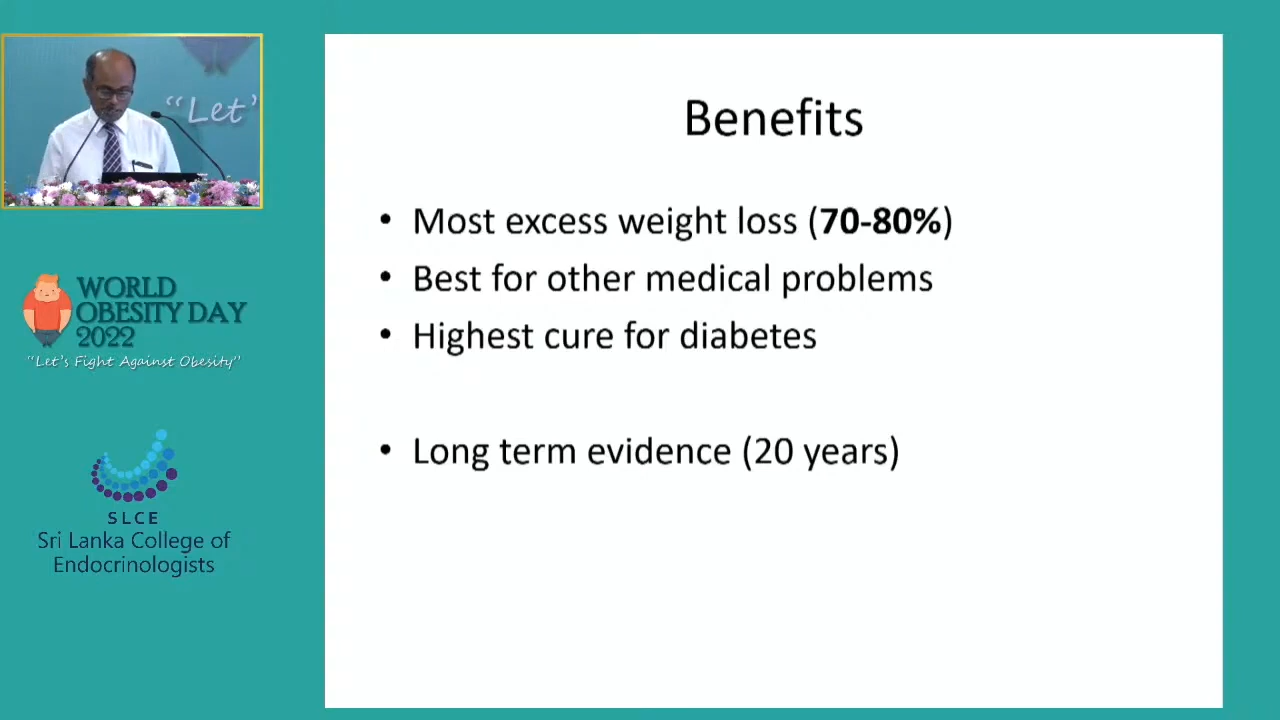 “Let’
WORLD
OBESITY DAY
2022
“Let’s Fight Against Obesity”
SLCE
Sri Lanka College of
Endocrinologists
Benefits
• Most excess weight loss (70-80%)
• Best for other medical problems
• Highest cure for diabetes
• Long term evidence (20 years)